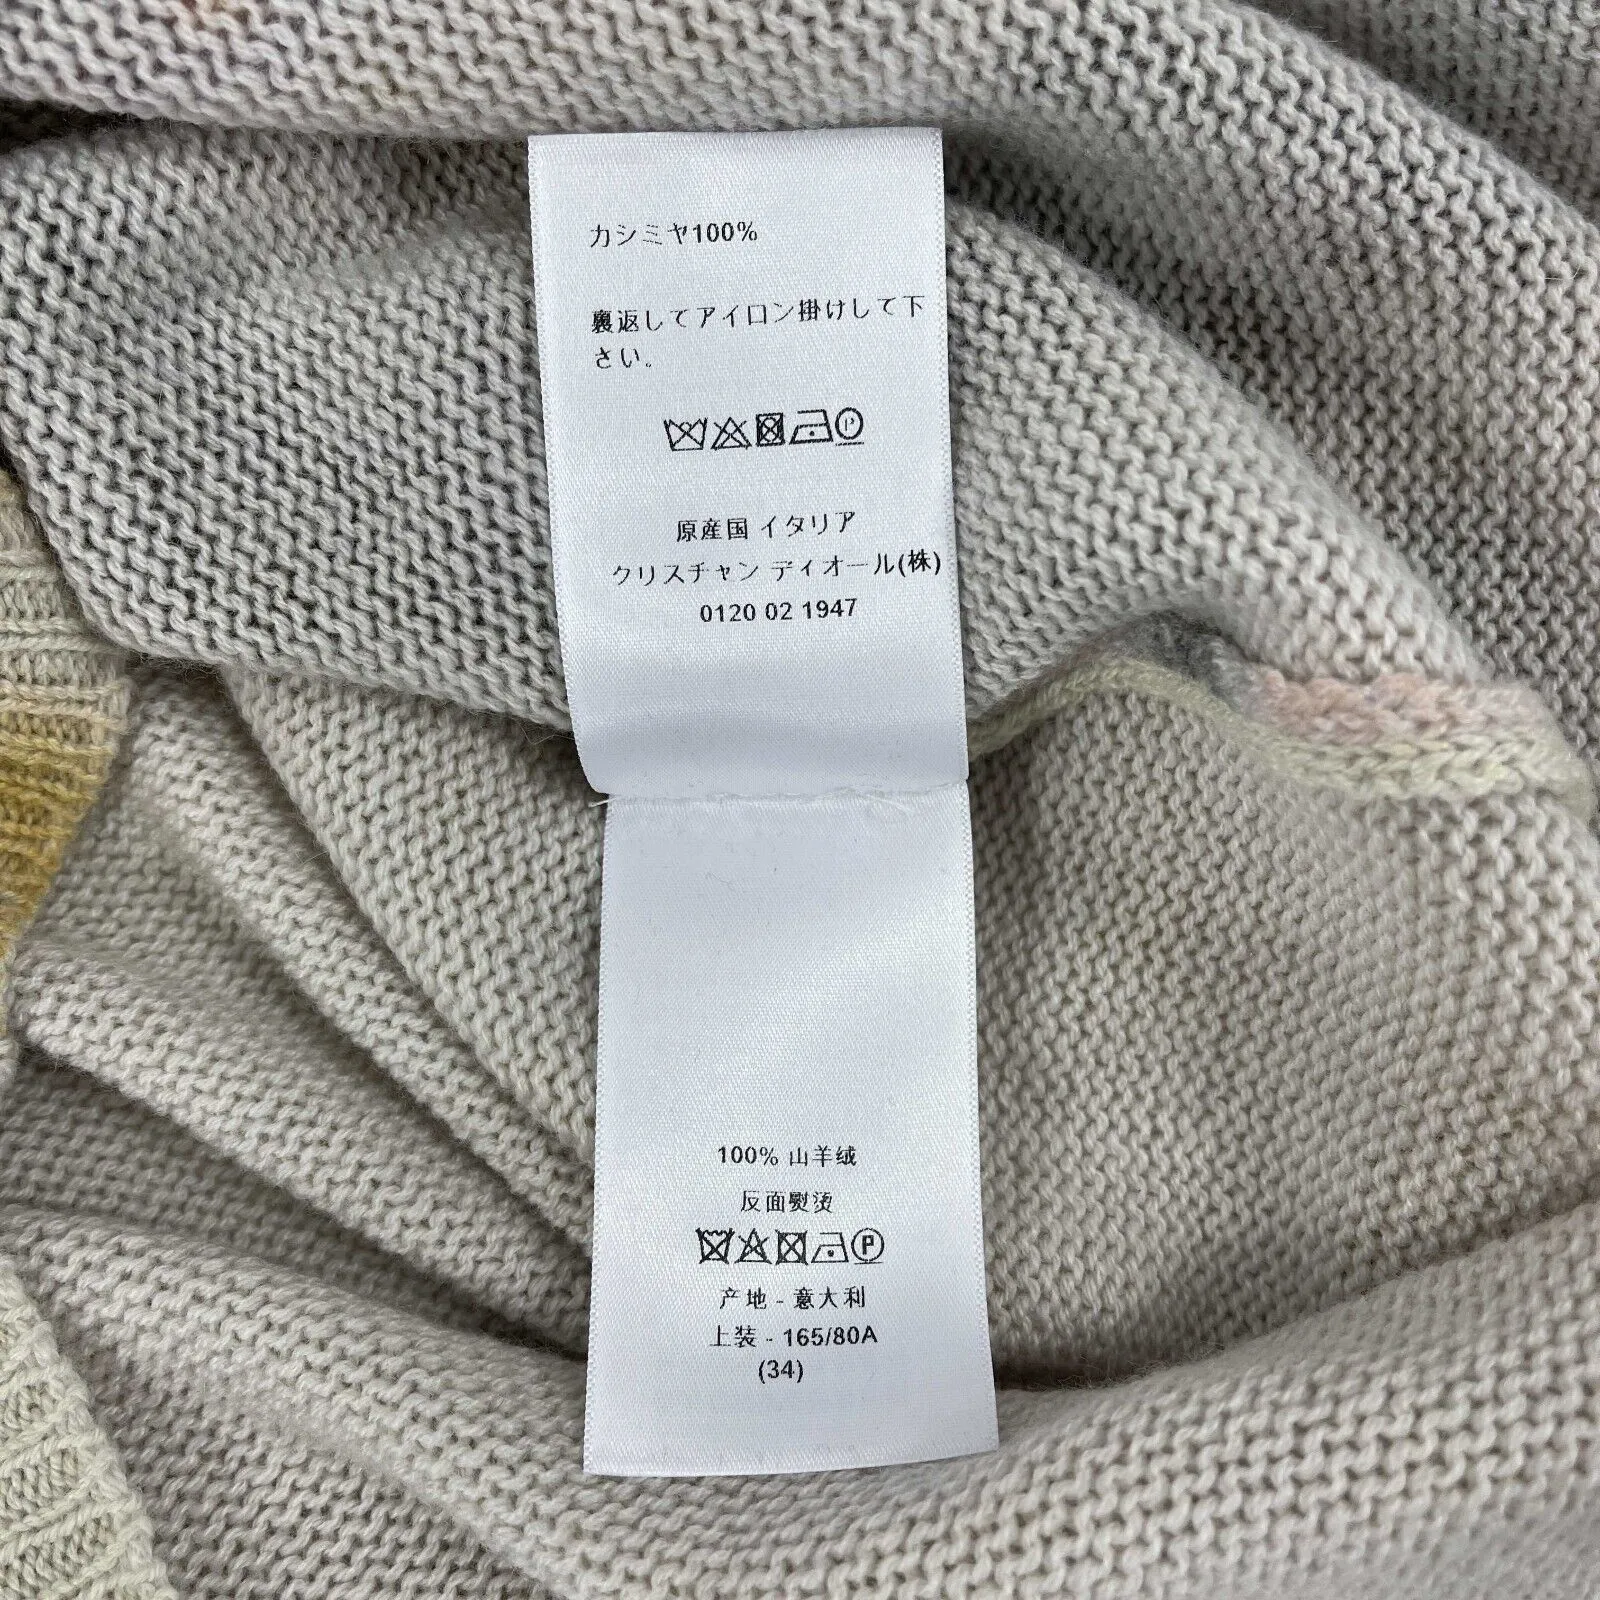 カシミヤ100%
裏返してアイロン掛けして下
さい。
P
原産国 イタリア
クリスチャン ディオール(株)
0120 02 1947
100% 山羊绒
反面熨烫
P
产地 - 意大利
上装 - 165/80A
(34)